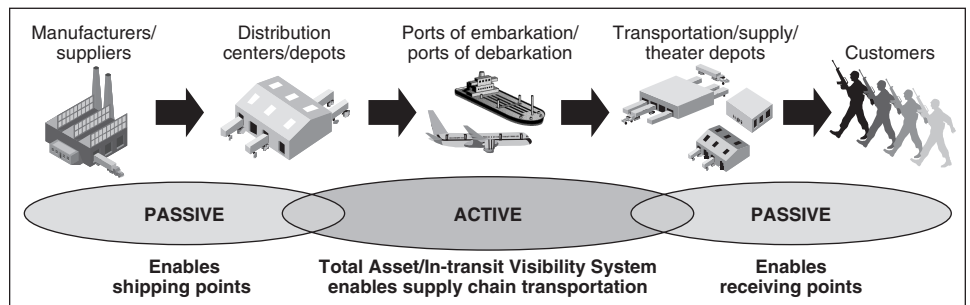 Manufacturers/
suppliers
Distribution
centers/depots
Ports of embarkation/
ports of debarkation
Transportation/supply/
theater depots
Customers
PASSIVE
ACTIVE
PASSIVE
Enables
shipping points
Total Asset/In-transit Visibility System
enables supply chain transportation
Enables
receiving points